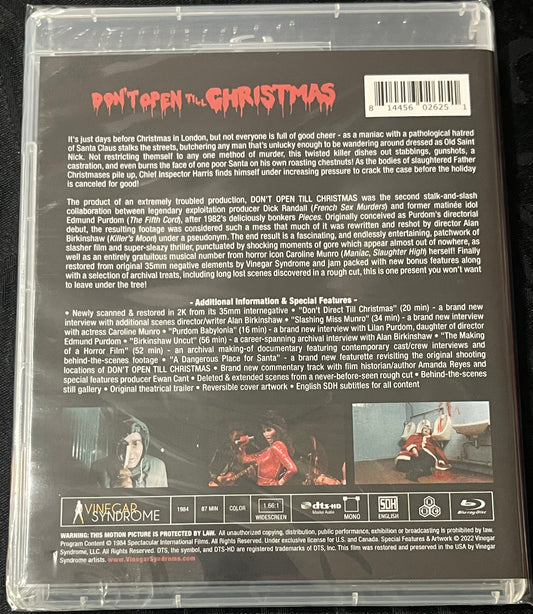 DON'T OPEN TILL CHRISTMAS
8 14456 02625 1
It's just days before Christmas in London, but not everyone is full of good cheer - as a maniac with a pathological hatred
of Santa Claus stalks the streets, butchering any man that's unlucky enough to be wandering around dressed as Old Saint
Nick. Not restricting themself to any one method of murder, this twisted killer dishes out stabbings, gunshots, a
castration, and even burns the face of one poor Santa on his own roasting chestnuts! As the bodies of slaughtered Father
Christmases pile up, Chief Inspector Harris finds himself under increasing pressure to crack the case before the holiday
is canceled for good!
The product of an extremely troubled production, DON'T OPEN TILL CHRISTMAS was the second stalk-and-slash
collaboration between legendary exploitation producer Dick Randall (French Sex Murders) and former matinée idol
Edmund Purdom (The Fifth Cord), after 1982's deliriously bonkers Pieces. Originally conceived as Purdom's directorial
debut, the resulting footage was considered such a mess that much of it was rewritten and reshot by director Alan
Birkinshaw (Killer's Moon) under a pseudonym. The end result is a fascinating, and endlessly entertaining, patchwork of
slasher film and super-sleazy thriller, punctuated by shocking moments of gore which appear almost out of nowhere, as
well as an entirely gratuitous musical number from horror icon Caroline Munro (Maniac, Slaughter High) herself! Finally
restored from original 35mm negative elements by Vinegar Syndrome and jam packed with new bonus features along
with a selection of archival treats, including long lost scenes discovered in a rough cut, this is one present you won't want
to leave under the tree!
- Additional Information & Special Features -
• Newly scanned & restored in 2K from its 35mm internegative • "Don't Direct Till Christmas" (20 min) - a brand new
interview with additional scenes director/writer Alan Birkinshaw • "Slashing Miss Munro" (34 min) - a brand new interview
with actress Caroline Munro • "Purdom Babylonia" (16 min) - a brand new interview with Lilan Purdom, daughter of director
Edmund Purdom • "Birkinshaw Uncut" (56 min) - a career-spanning archival interview with Alan Birkinshaw • "The Making
of a Horror Film" (52 min) - an archival making-of documentary featuring contemporary cast/crew interviews and
behind-the-scenes footage • "A Dangerous Place for Santa" - a brand new featurette revisiting the original shooting
locations of DON'T OPEN TILL CHRISTMAS • Brand new commentary track with film historian/author Amanda Reyes and
special features producer Ewan Cant • Deleted & extended scenes from a never-before-seen rough cut • Behind-the-scenes
still gallery • Original theatrical trailer • Reversible cover artwork • English SDH subtitles for all content
VINEGAR SYNDROME
1984 87 MIN COLOR 1.66:1 WIDESCREEN dts-HD Master Audio MONO SDH ENGLISH Blu-ray Disc
WARNING: THIS MOTION PICTURE IS PROTECTED BY LAW. All unauthorized copying, distribution, public performance, exhibition or broadcasting is prohibited by law.
Program Content © 1984 Spectacular International Films. All Rights Reserved. Under exclusive license for U.S. and Canada. Special Features & Artwork © 2022 Vinegar
Syndrome, LLC. All Rights Reserved. DTS, the symbol, and DTS-HD are registered trademarks of DTS, Inc. This film was restored and preserved in the USA by Vinegar
Syndrome artists. www.VinegarSyndrome.com